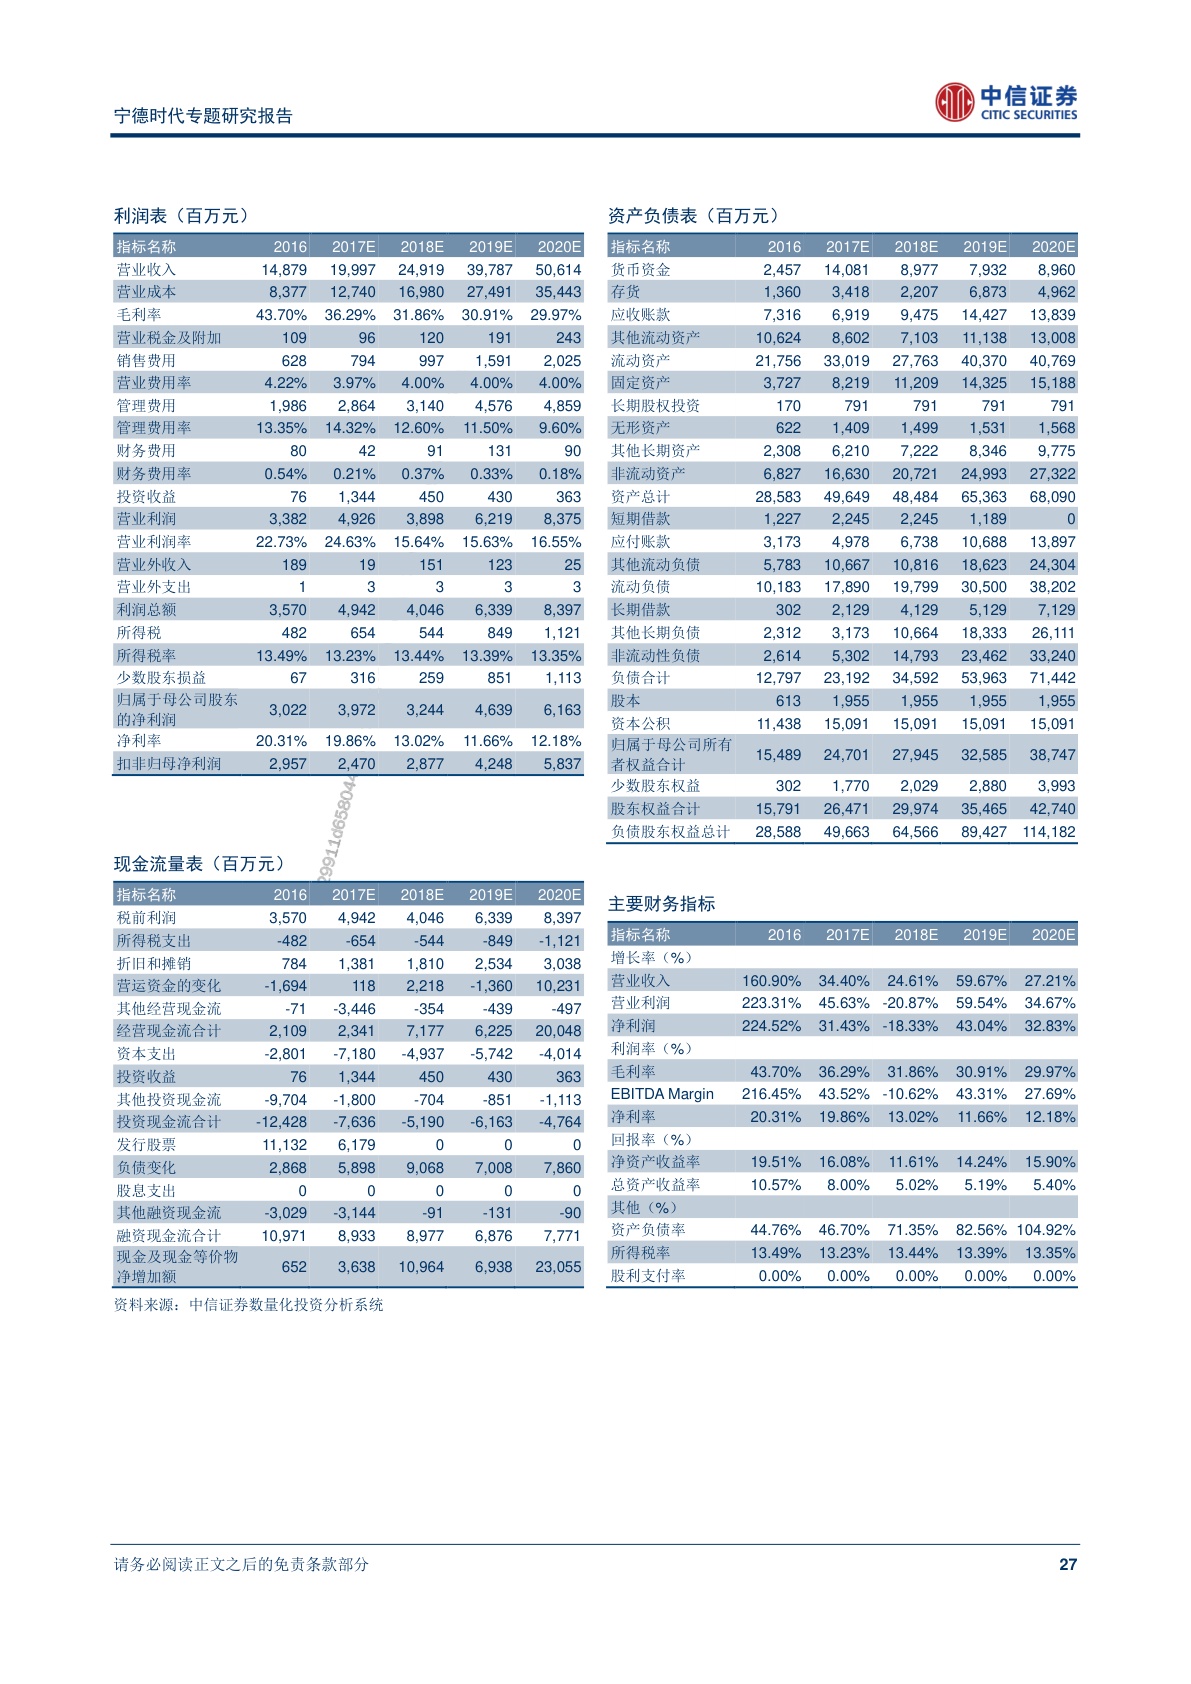 宁德时代专题研究报告
中信证券
CITIC SECURITIES
利润表（百万元）
指标名称 2016 2017E 2018E 2019E 2020E
营业收入 14,879 19,997 24,919 39,787 50,614
营业成本 8,377 12,740 16,980 27,491 35,443
毛利率 43.70% 36.29% 31.86% 30.91% 29.97%
营业税金及附加 109 96 120 191 243
销售费用 628 794 997 1,591 2,025
营业费用率 4.22% 3.97% 4.00% 4.00% 4.00%
管理费用 1,986 2,864 3,140 4,576 4,859
管理费用率 13.35% 14.32% 12.60% 11.50% 9.60%
财务费用 80 42 91 131 90
财务费用率 0.54% 0.21% 0.37% 0.33% 0.18%
投资收益 76 1,344 450 430 363
营业利润 3,382 4,926 3,898 6,219 8,375
营业利润率 22.73% 24.63% 15.64% 15.63% 16.55%
营业外收入 189 19 151 123 25
营业外支出 1 3 3 3 3
利润总额 3,570 4,942 4,046 6,339 8,397
所得税 482 654 544 849 1,121
所得税率 13.49% 13.23% 13.44% 13.39% 13.35%
少数股东损益 67 316 259 851 1,113
归属于母公司股东
的净利润 3,022 3,972 3,244 4,639 6,163
净利率 20.31% 19.86% 13.02% 11.66% 12.18%
扣非归母净利润 2,957 2,470 2,877 4,248 5,837
29911d658044
现金流量表（百万元）
指标名称 2016 2017E 2018E 2019E 2020E
税前利润 3,570 4,942 4,046 6,339 8,397
所得税支出 -482 -654 -544 -849 -1,121
折旧和摊销 784 1,381 1,810 2,534 3,038
营运资金的变化 -1,694 118 2,218 -1,360 10,231
其他经营现金流 -71 -3,446 -354 -439 -497
经营现金流合计 2,109 2,341 7,177 6,225 20,048
资本支出 -2,801 -7,180 -4,937 -5,742 -4,014
投资收益 76 1,344 450 430 363
其他投资现金流 -9,704 -1,800 -704 -851 -1,113
投资现金流合计 -12,428 -7,636 -5,190 -6,163 -4,764
发行股票 11,132 6,179 0 0 0
负债变化 2,868 5,898 9,068 7,008 7,860
股息支出 0 0 0 0 0
其他融资现金流 -3,029 -3,144 -91 -131 -90
融资现金流合计 10,971 8,933 8,977 6,876 7,771
现金及现金等价物
净增加额 652 3,638 10,964 6,938 23,055
资料来源：中信证券数量化投资分析系统
资产负债表（百万元）
指标名称 2016 2017E 2018E 2019E 2020E
货币资金 2,457 14,081 8,977 7,932 8,960
存货 1,360 3,418 2,207 6,873 4,962
应收账款 7,316 6,919 9,475 14,427 13,839
其他流动资产 10,624 8,602 7,103 11,138 13,008
流动资产 21,756 33,019 27,763 40,370 40,769
固定资产 3,727 8,219 11,209 14,325 15,188
长期股权投资 170 791 791 791 791
无形资产 622 1,409 1,499 1,531 1,568
其他长期资产 2,308 6,210 7,222 8,346 9,775
非流动资产 6,827 16,630 20,721 24,993 27,322
资产总计 28,583 49,649 48,484 65,363 68,090
短期借款 1,227 2,245 2,245 1,189 0
应付账款 3,173 4,978 6,738 10,688 13,897
其他流动负债 5,783 10,667 10,816 18,623 24,304
流动负债 10,183 17,890 19,799 30,500 38,202
长期借款 302 2,129 4,129 5,129 7,129
其他长期负债 2,312 3,173 10,664 18,333 26,111
非流动性负债 2,614 5,302 14,793 23,462 33,240
负债合计 12,797 23,192 34,592 53,963 71,442
股本 613 1,955 1,955 1,955 1,955
资本公积 11,438 15,091 15,091 15,091 15,091
归属于母公司所有
者权益合计 15,489 24,701 27,945 32,585 38,747
少数股东权益 302 1,770 2,029 2,880 3,993
股东权益合计 15,791 26,471 29,974 35,465 42,740
负债股东权益总计 28,588 49,663 64,566 89,427 114,182
主要财务指标
指标名称 2016 2017E 2018E 2019E 2020E
增长率（%）
营业收入 160.90% 34.40% 24.61% 59.67% 27.21%
营业利润 223.31% 45.63% -20.87% 59.54% 34.67%
净利润 224.52% 31.43% -18.33% 43.04% 32.83%
利润率（%）
毛利率 43.70% 36.29% 31.86% 30.91% 29.97%
EBITDA Margin 216.45% 43.52% -10.62% 43.31% 27.69%
净利率 20.31% 19.86% 13.02% 11.66% 12.18%
回报率（%）
净资产收益率 19.51% 16.08% 11.61% 14.24% 15.90%
总资产收益率 10.57% 8.00% 5.02% 5.19% 5.40%
其他（%）
资产负债率 44.76% 46.70% 71.35% 82.56% 104.92%
所得税率 13.49% 13.23% 13.44% 13.39% 13.35%
股利支付率 0.00% 0.00% 0.00% 0.00% 0.00%
请务必阅读正文之后的免责条款部分
27